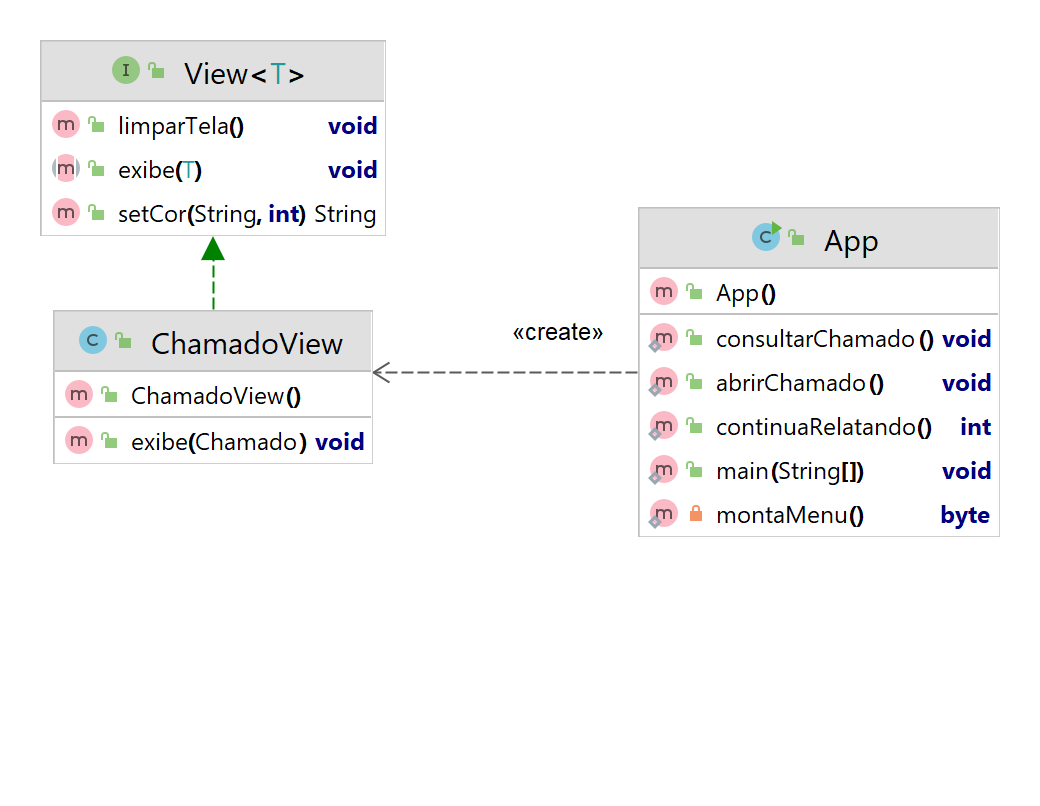 View<T>
limparTela() void
exibe(T) void
setCor(String, int) String
ChamadoView
ChamadoView()
exibe(Chamado) void
«create»
App
App()
consultarChamado() void
abrirChamado() void
continuaRelatando() int
main(String[]) void
montaMenu() byte